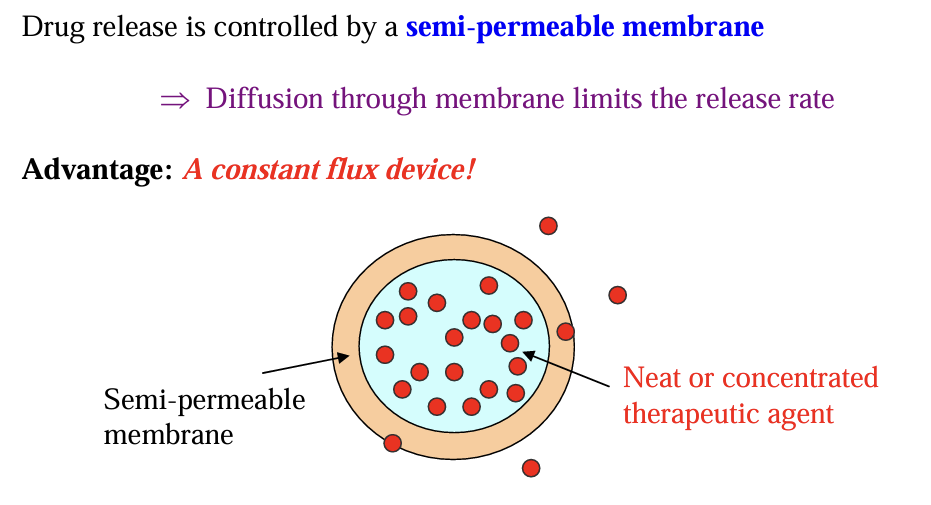 Drug release is controlled by a semi-permeable membrane
⇒ Diffusion through membrane limits the release rate
Advantage: A constant flux device!
Semi-permeable
membrane
Neat or concentrated
therapeutic agent